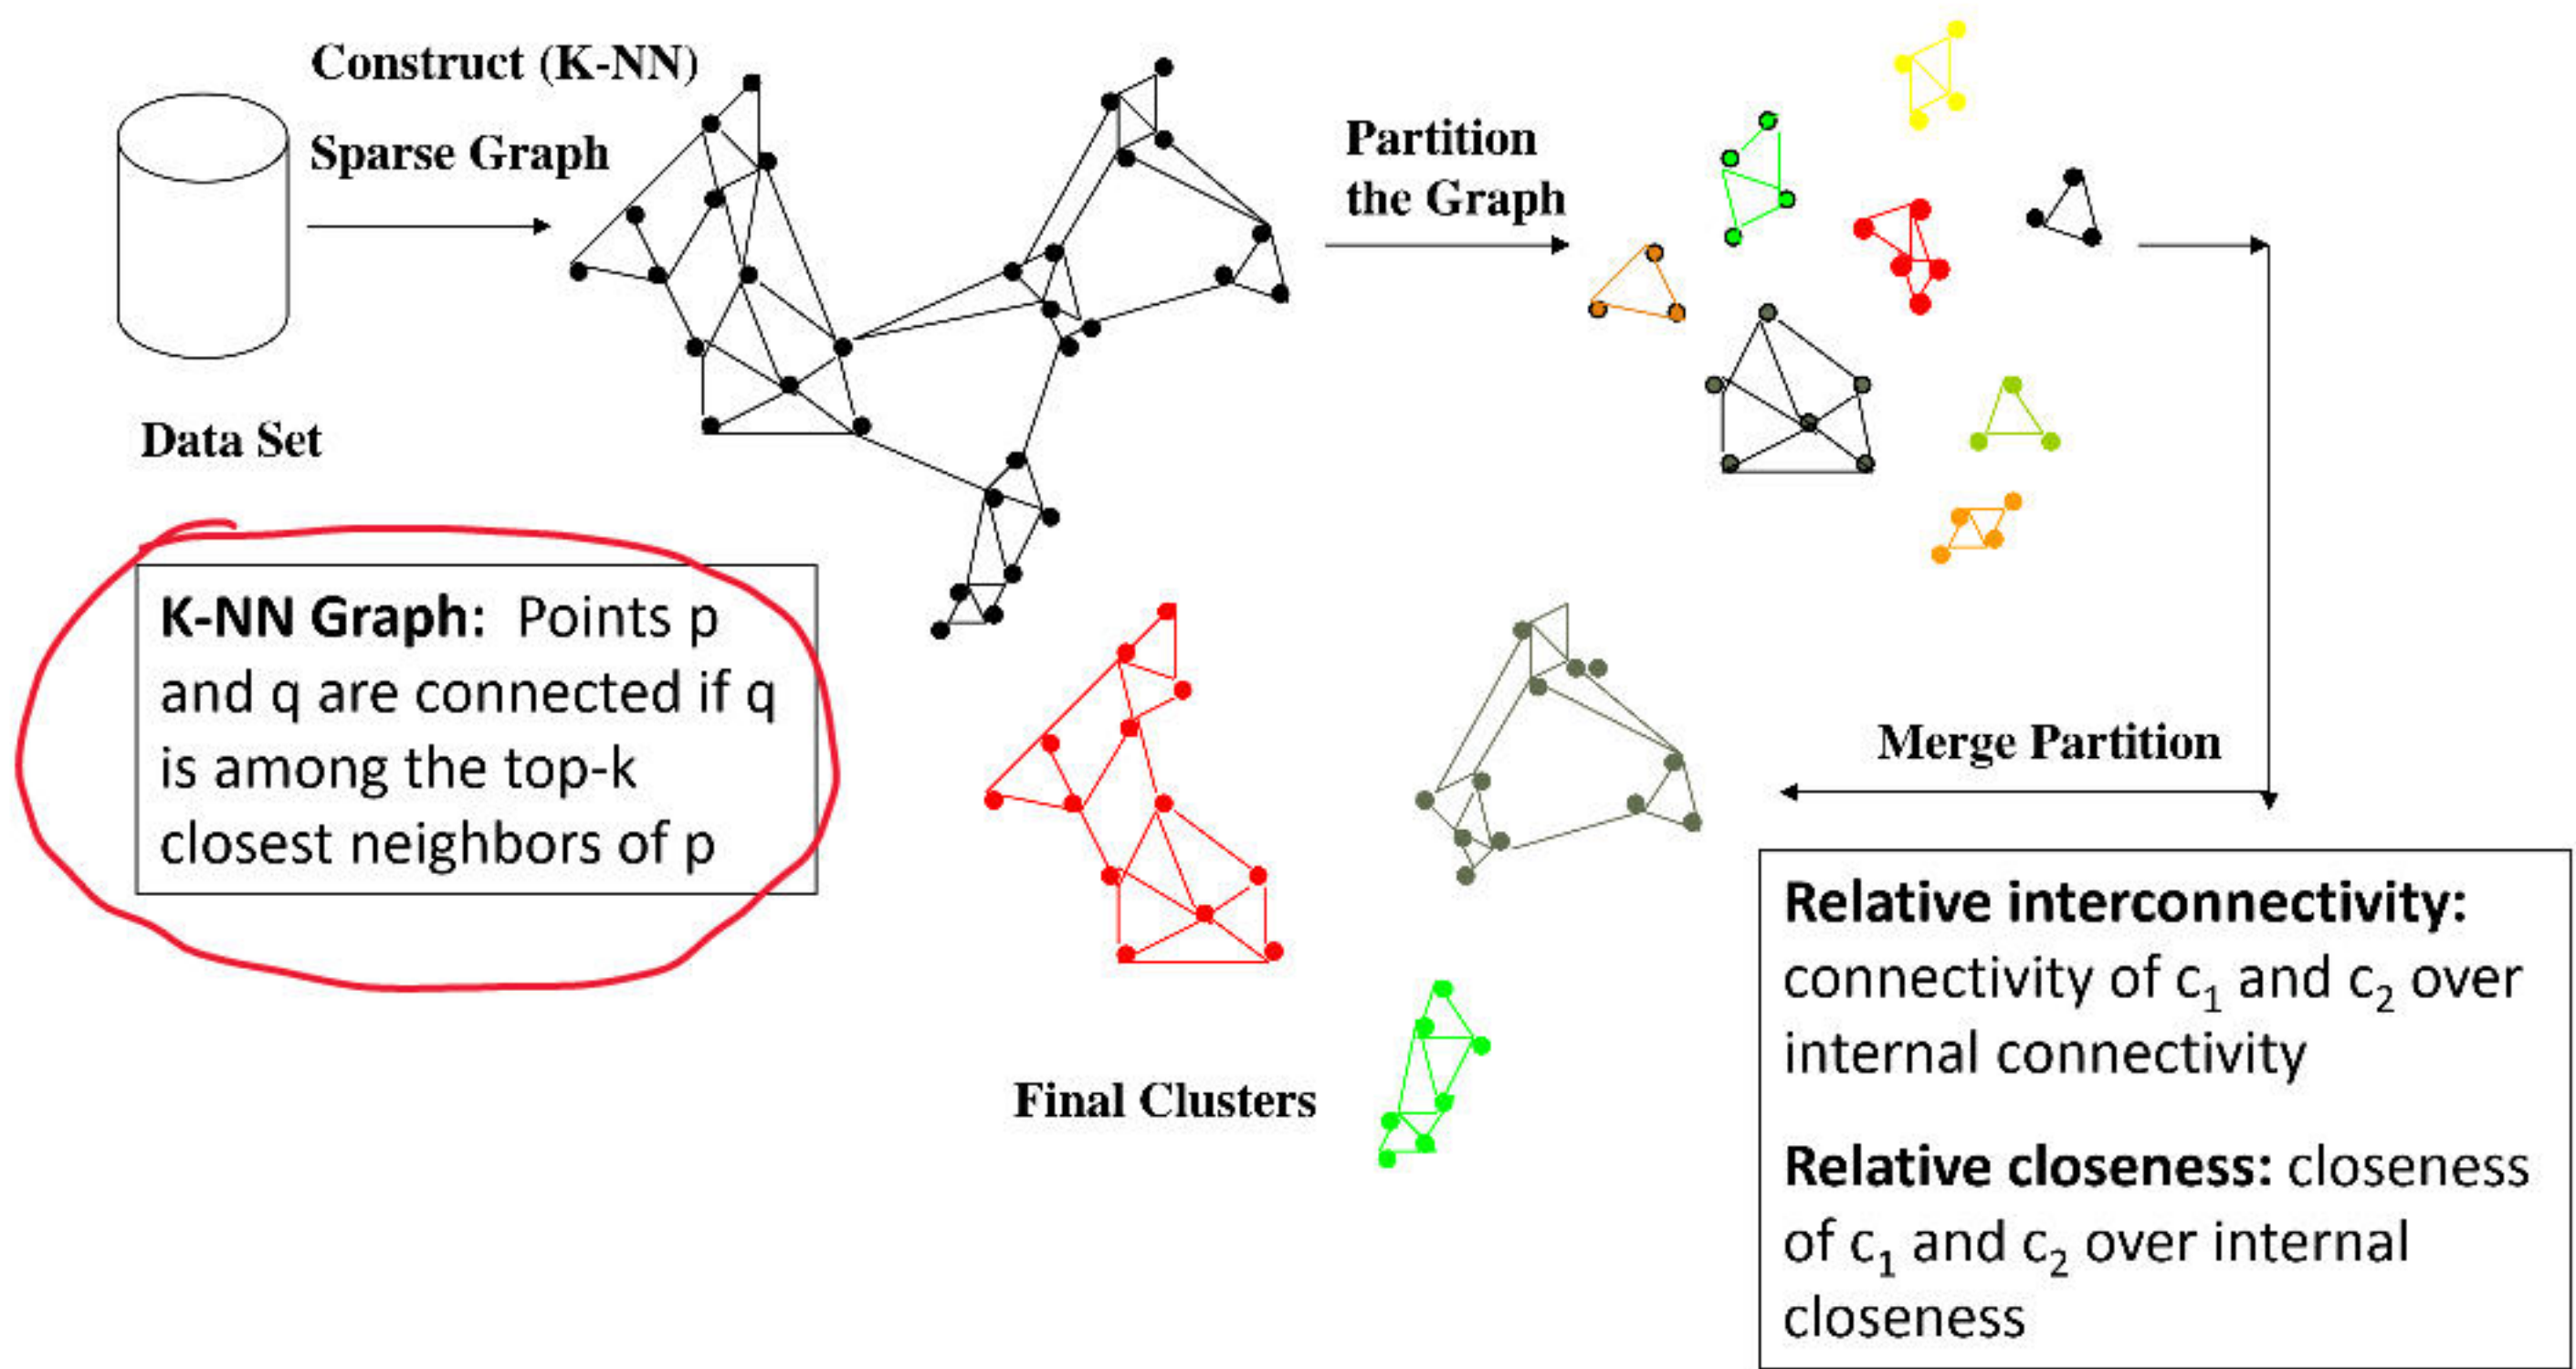 Construct (K-NN)
Sparse Graph
Data Set
Partition
the Graph
K-NN Graph: Points p
and q are connected if q
is among the top-k
closest neighbors of p
Merge Partition
Final Clusters
Relative interconnectivity:
connectivity of c₁ and c₂ over
internal connectivity
Relative closeness: closeness
of c₁ and c₂ over internal
closeness